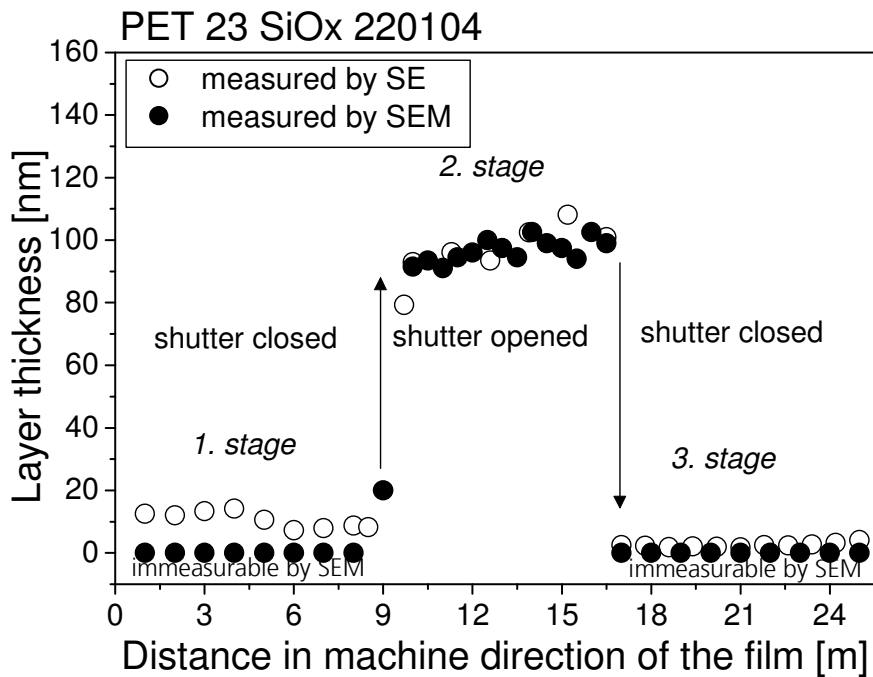 PET 23 SiOx 220104
160
140
120
100
80
60
40
20
0
Layer thickness [nm]
measured by SE
measured by SEM
2. stage
shutter closed
shutter opened
shutter closed
1. stage
3. stage
immeasurable by SEM
immeasurable by SEM
0 3 6 9 12 15 18 21 24
Distance in machine direction of the film [m]